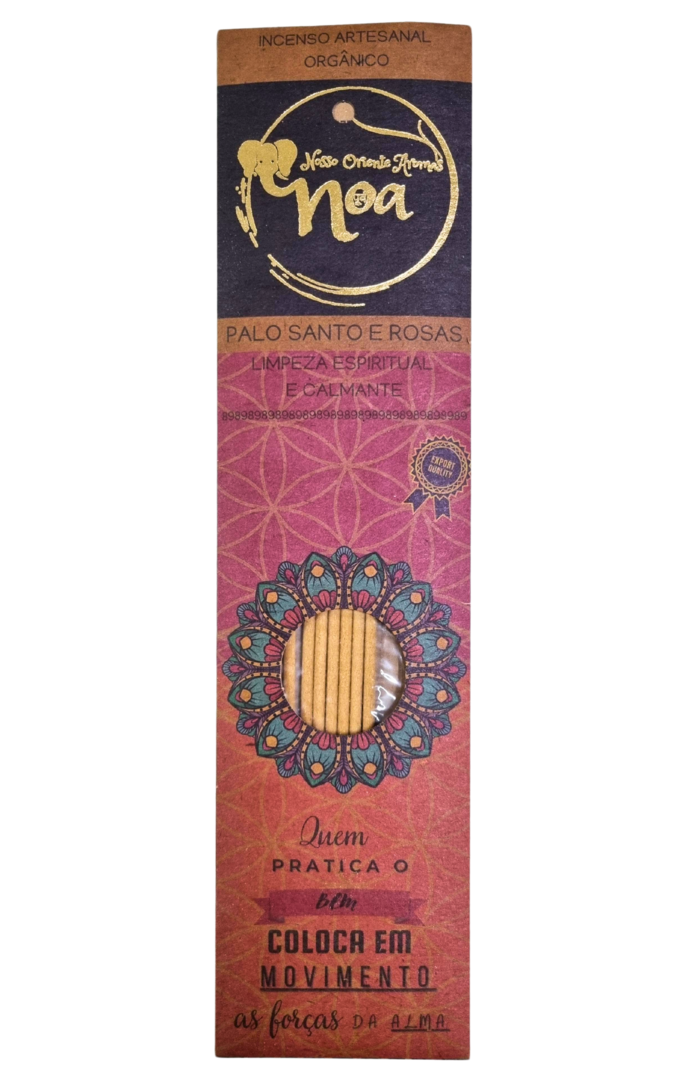 INCENSO ARTESANAL
ORGÂNICO
Nosso Oriente Aromas
noa
PALO SANTO E ROSAS
LIMPEZA ESPIRITUAL
E CALMANTE
EXPORT
QUALITY
Quem
PRATICA O
Bem
COLOCA EM
MOVIMENTO
as forças DA ALMA